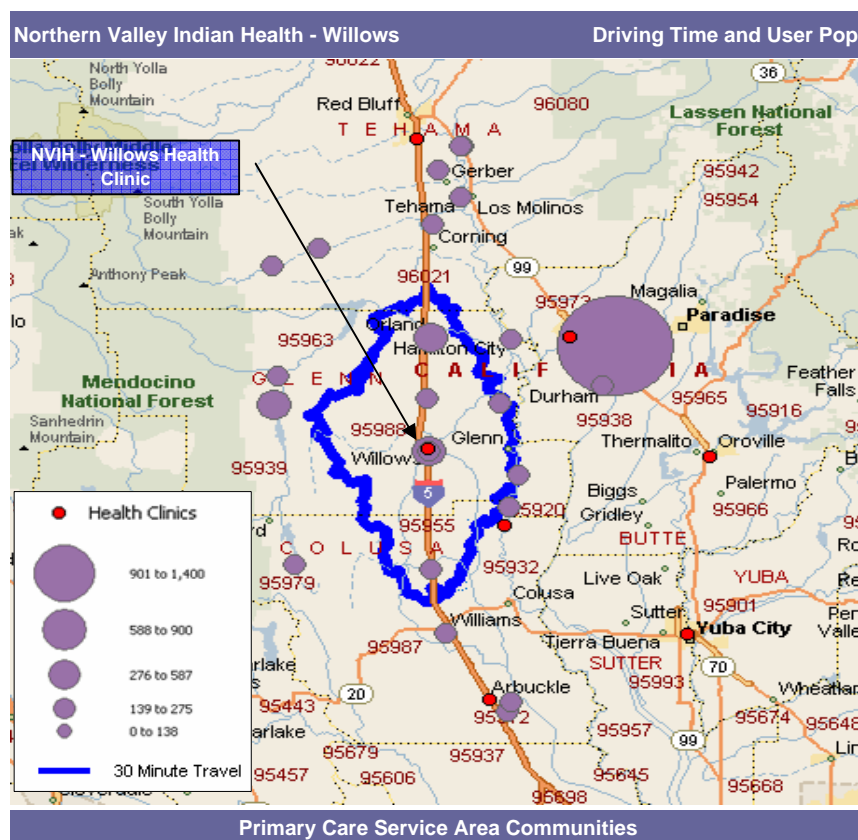 Northern Valley Indian Health - Willows
Driving Time and User Pop
North Yolla
Bolly
Mountain
36
Red Bluff
96080
Lassen National
Forest
T E H A M A
NVIH - Willows Health
Clinic
Gerber
95942
95954
South Yolla
Bolly
Mountain
Tehama
Los Molinos
Corning
Anthony Peak
99
96021
95973
Magalia
Paradise
Orland
95963
Hamilton City
Mendocino
National Forest
G L E N N
C A L I F
I A
Feather
Falls,
Durham
95965
95938
95916
Sanhedrin
Mountain
95988
Glenn
Willows
Thermalito
Oroville
95939
5
Biggs
Gridley
Palermo
95966
95920
95955
BUTTE
C O L U S A
95979
95932
Live Oak
YUBA
Colusa
95901
Sutter
Williams
Yuba City
Tierra Buena
95987
SUTTER
95993
70
Arbuckle
20
Wheatlan
95443
95674
95648
95957
99
95679
95937
95457
95606
95645
95668
95698
Cloverdale
Health Clinics
901 to 1,400
588 to 900
276 to 587
139 to 275
0 to 138
30 Minute Travel
Primary Care Service Area Communities